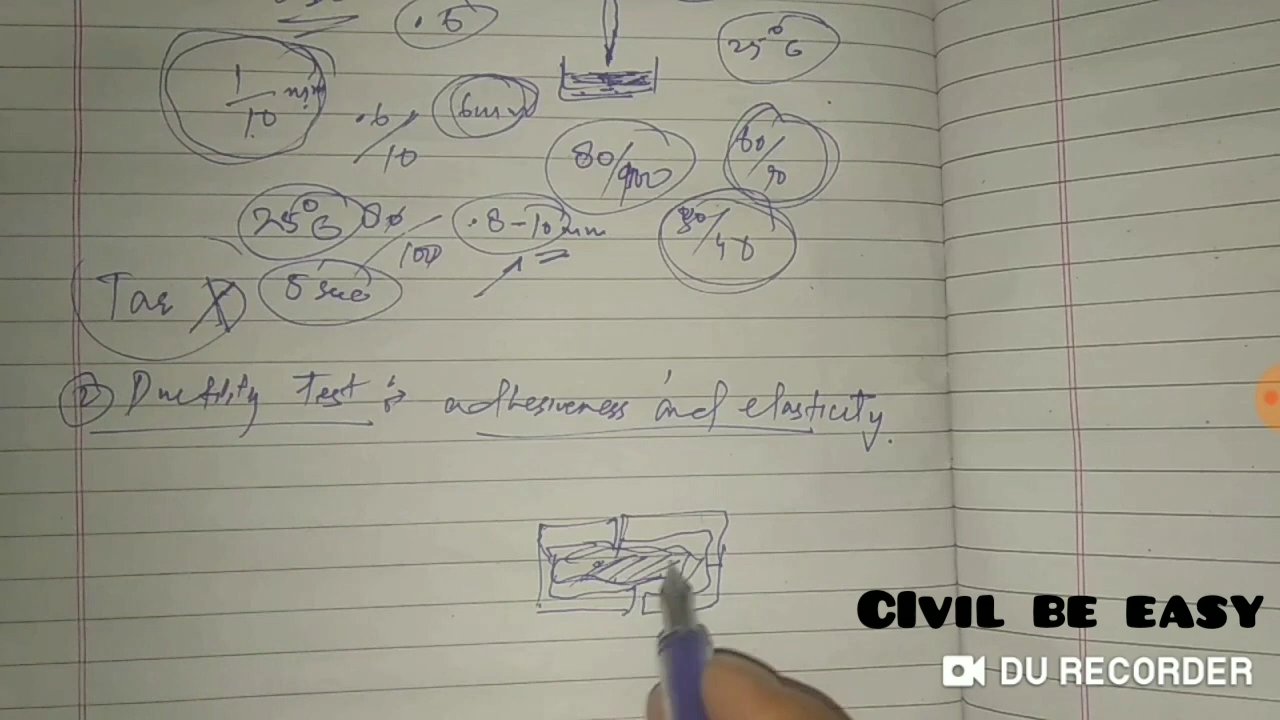 .6
25°C
1/10 mm
.6/10
6mm
80/100
80/90
25°C
80/100
.8-10mm
30/40
Tar X
5 sec
② Ductility Test :→ adhesiveness and elasticity.
CIVIL BE EASY
DU RECORDER